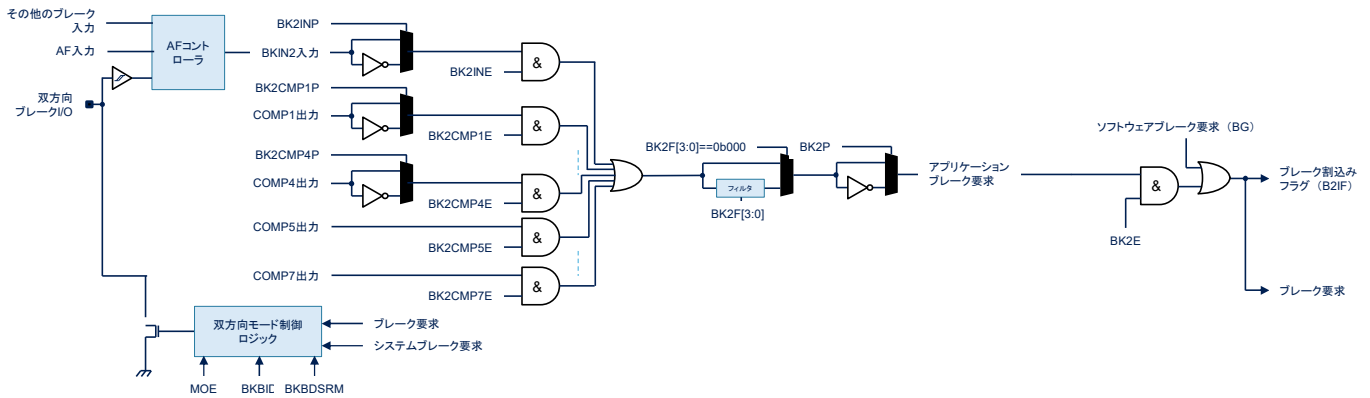 その他のブレーク
入力
AF入力
双方向
ブレークI/O
AFコント
ローラ
BK2INP
BKIN2入力
BK2INE
&
BK2CMP1P
COMP1出力
BK2CMP1E
&
BK2CMP4P
COMP4出力
BK2CMP4E
&
COMP5出力
BK2CMP5E
&
COMP7出力
BK2CMP7E
&
BK2F[3:0]==0b000
フィルタ
BK2F[3:0]
BK2P
アプリケーション
ブレーク要求
ソフトウェアブレーク要求（BG）
&
BK2E
ブレーク割込み
フラグ（B2IF）
ブレーク要求
双方向モード制御
ロジック
ブレーク要求
システムブレーク要求
MOE
BKBID
BKBDSRM